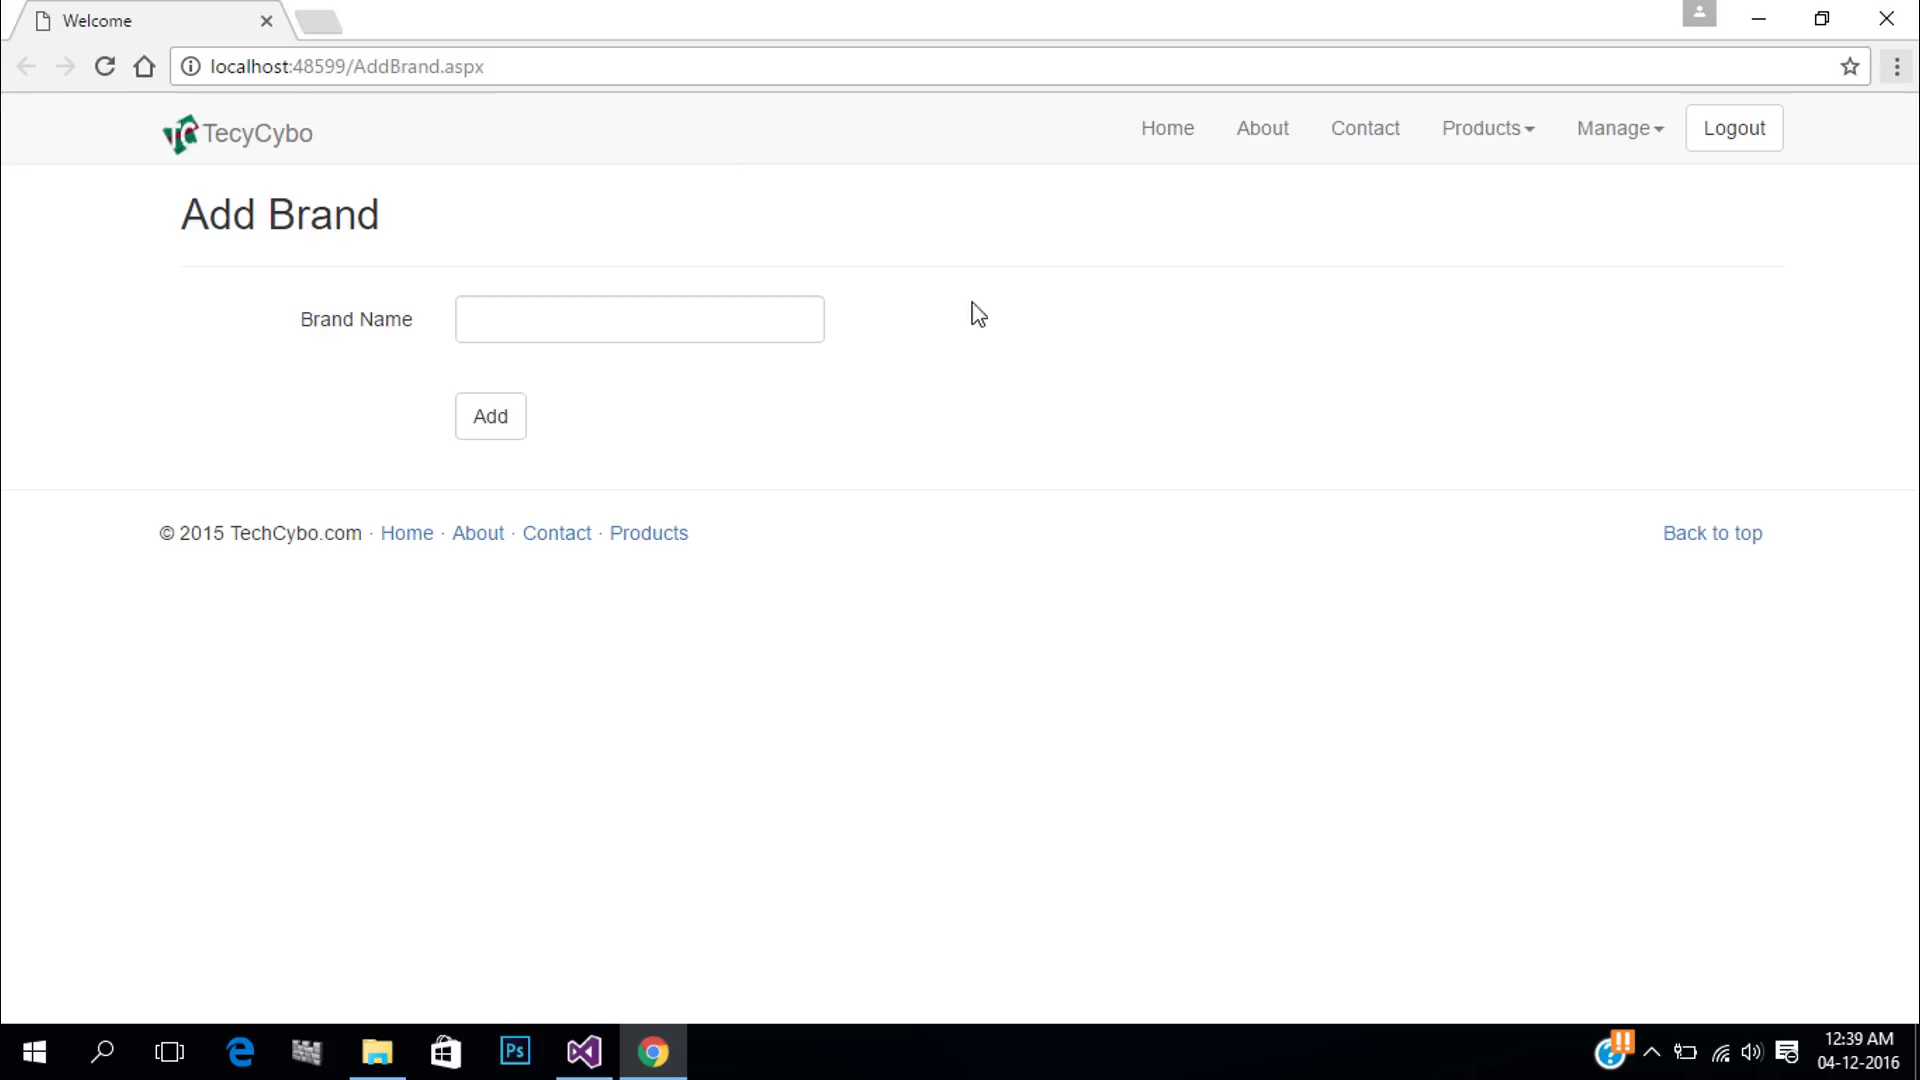 Welcome
localhost:48599/AddBrand.aspx
TecyCybo
Home About Contact Products Manage Logout
Add Brand
Brand Name
Add
© 2015 TechCybo.com · Home · About · Contact · Products
Back to top
Ps
12:39 AM
04-12-2016